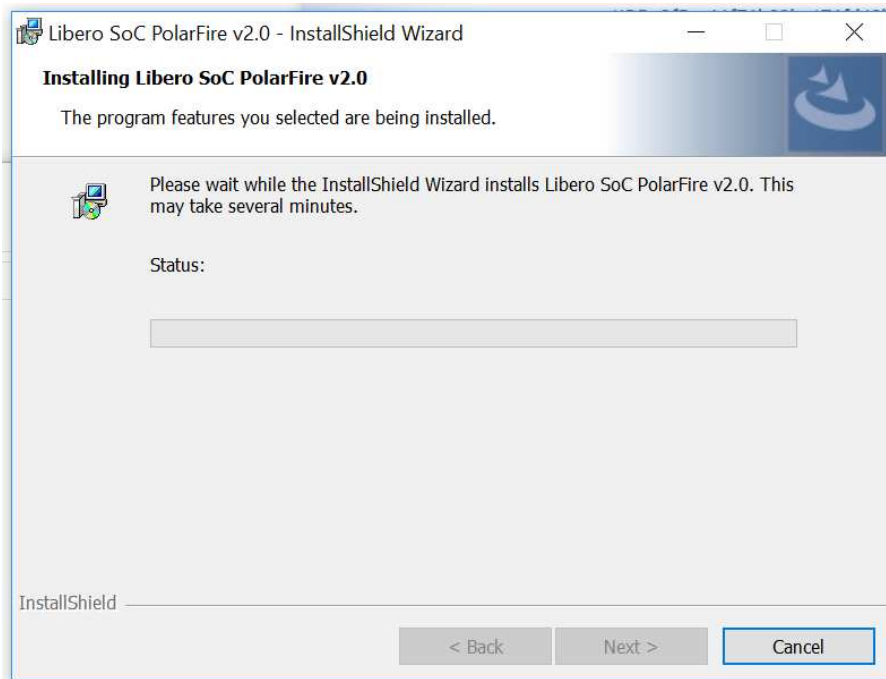 Libero SoC PolarFire v2.0 - InstallShield Wizard
Installing Libero SoC PolarFire v2.0
The program features you selected are being installed.
Please wait while the InstallShield Wizard installs Libero SoC PolarFire v2.0. This
may take several minutes.
Status:
InstallShield
< Back
Next >
Cancel